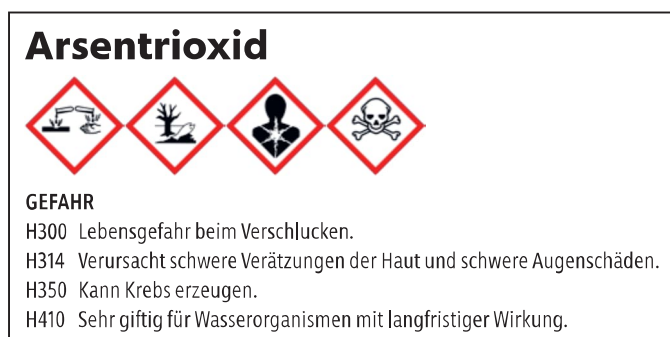 Arsentrioxid
GEFAHR
H300 Lebensgefahr beim Verschlucken.
H314 Verursacht schwere Verätzungen der Haut und schwere Augenschäden.
H350 Kann Krebs erzeugen.
H410 Sehr giftig für Wasserorganismen mit langfristiger Wirkung.